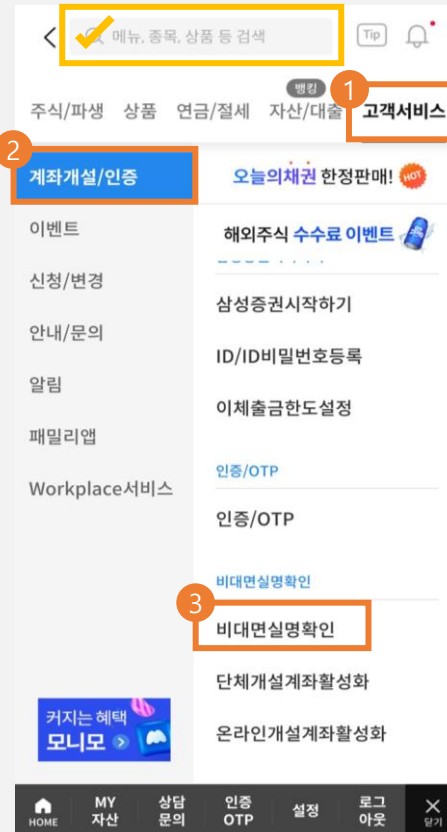 메뉴, 종목, 상품 등 검색
Tip
뱅킹
1
주식/파생 상품 연금/절세 자산/대출 고객서비스
2
계좌개설/인증
이벤트
신청/변경
안내/문의
알림
패밀리앱
Workplace서비스
커지는 혜택
모니모
오늘의채권 한정판매! HOT
해외주식 수수료 이벤트
삼성증권시작하기
ID/ID비밀번호등록
이체출금한도설정
인증/OTP
인증/OTP
비대면실명확인
3
비대면실명확인
단체개설계좌활성화
온라인개설계좌활성화
HOME
MY
자산
상담
문의
인증
OTP
설정
로그
아웃
닫기